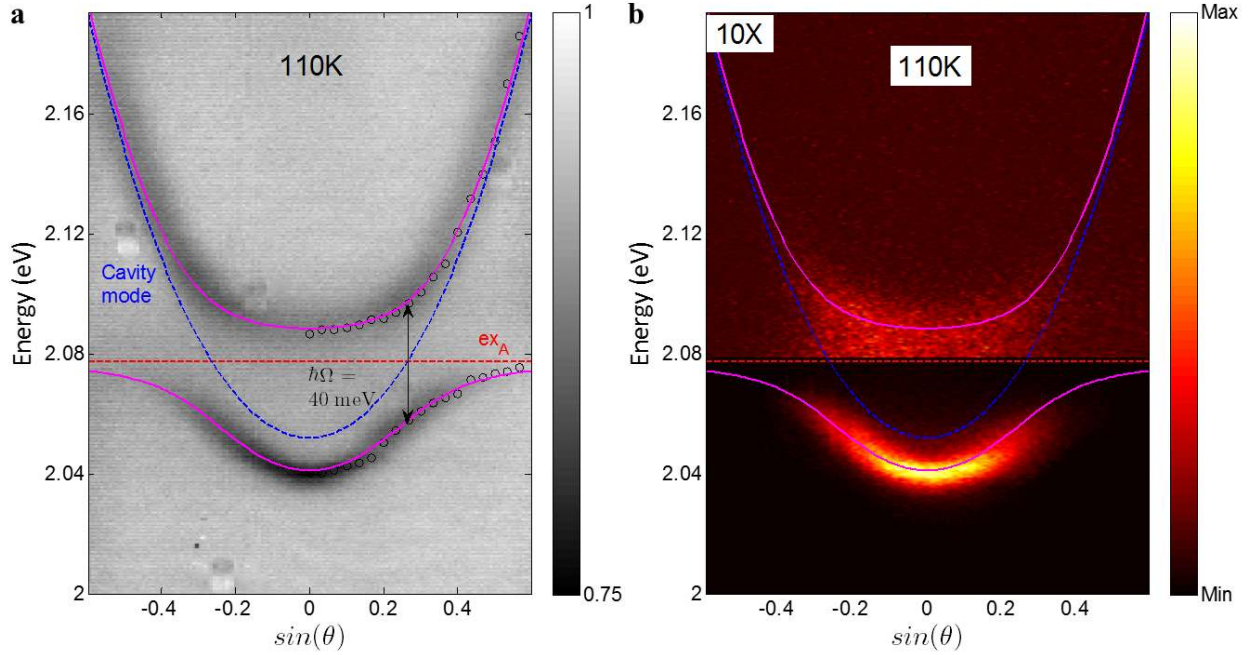 a
110K
Energy (eV)
2.16
2.12
2.08
2.04
2
Cavity
mode
ex_A
ħΩ =
40 meV
-0.4
-0.2
0
0.2
0.4
sin(θ)
1
0.75
b
10X
110K
Energy (eV)
2.16
2.12
2.08
2.04
2
-0.4
-0.2
0
0.2
0.4
sin(θ)
Max
Min